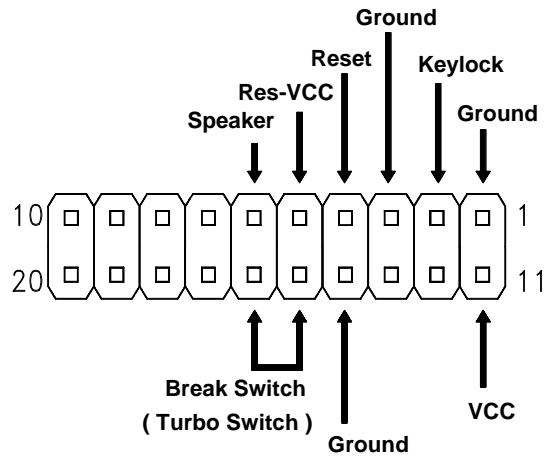 Ground
Reset
Keylock
Res-VCC
Speaker
Ground
10
1
20
11
Break Switch
( Turbo Switch )
VCC
Ground